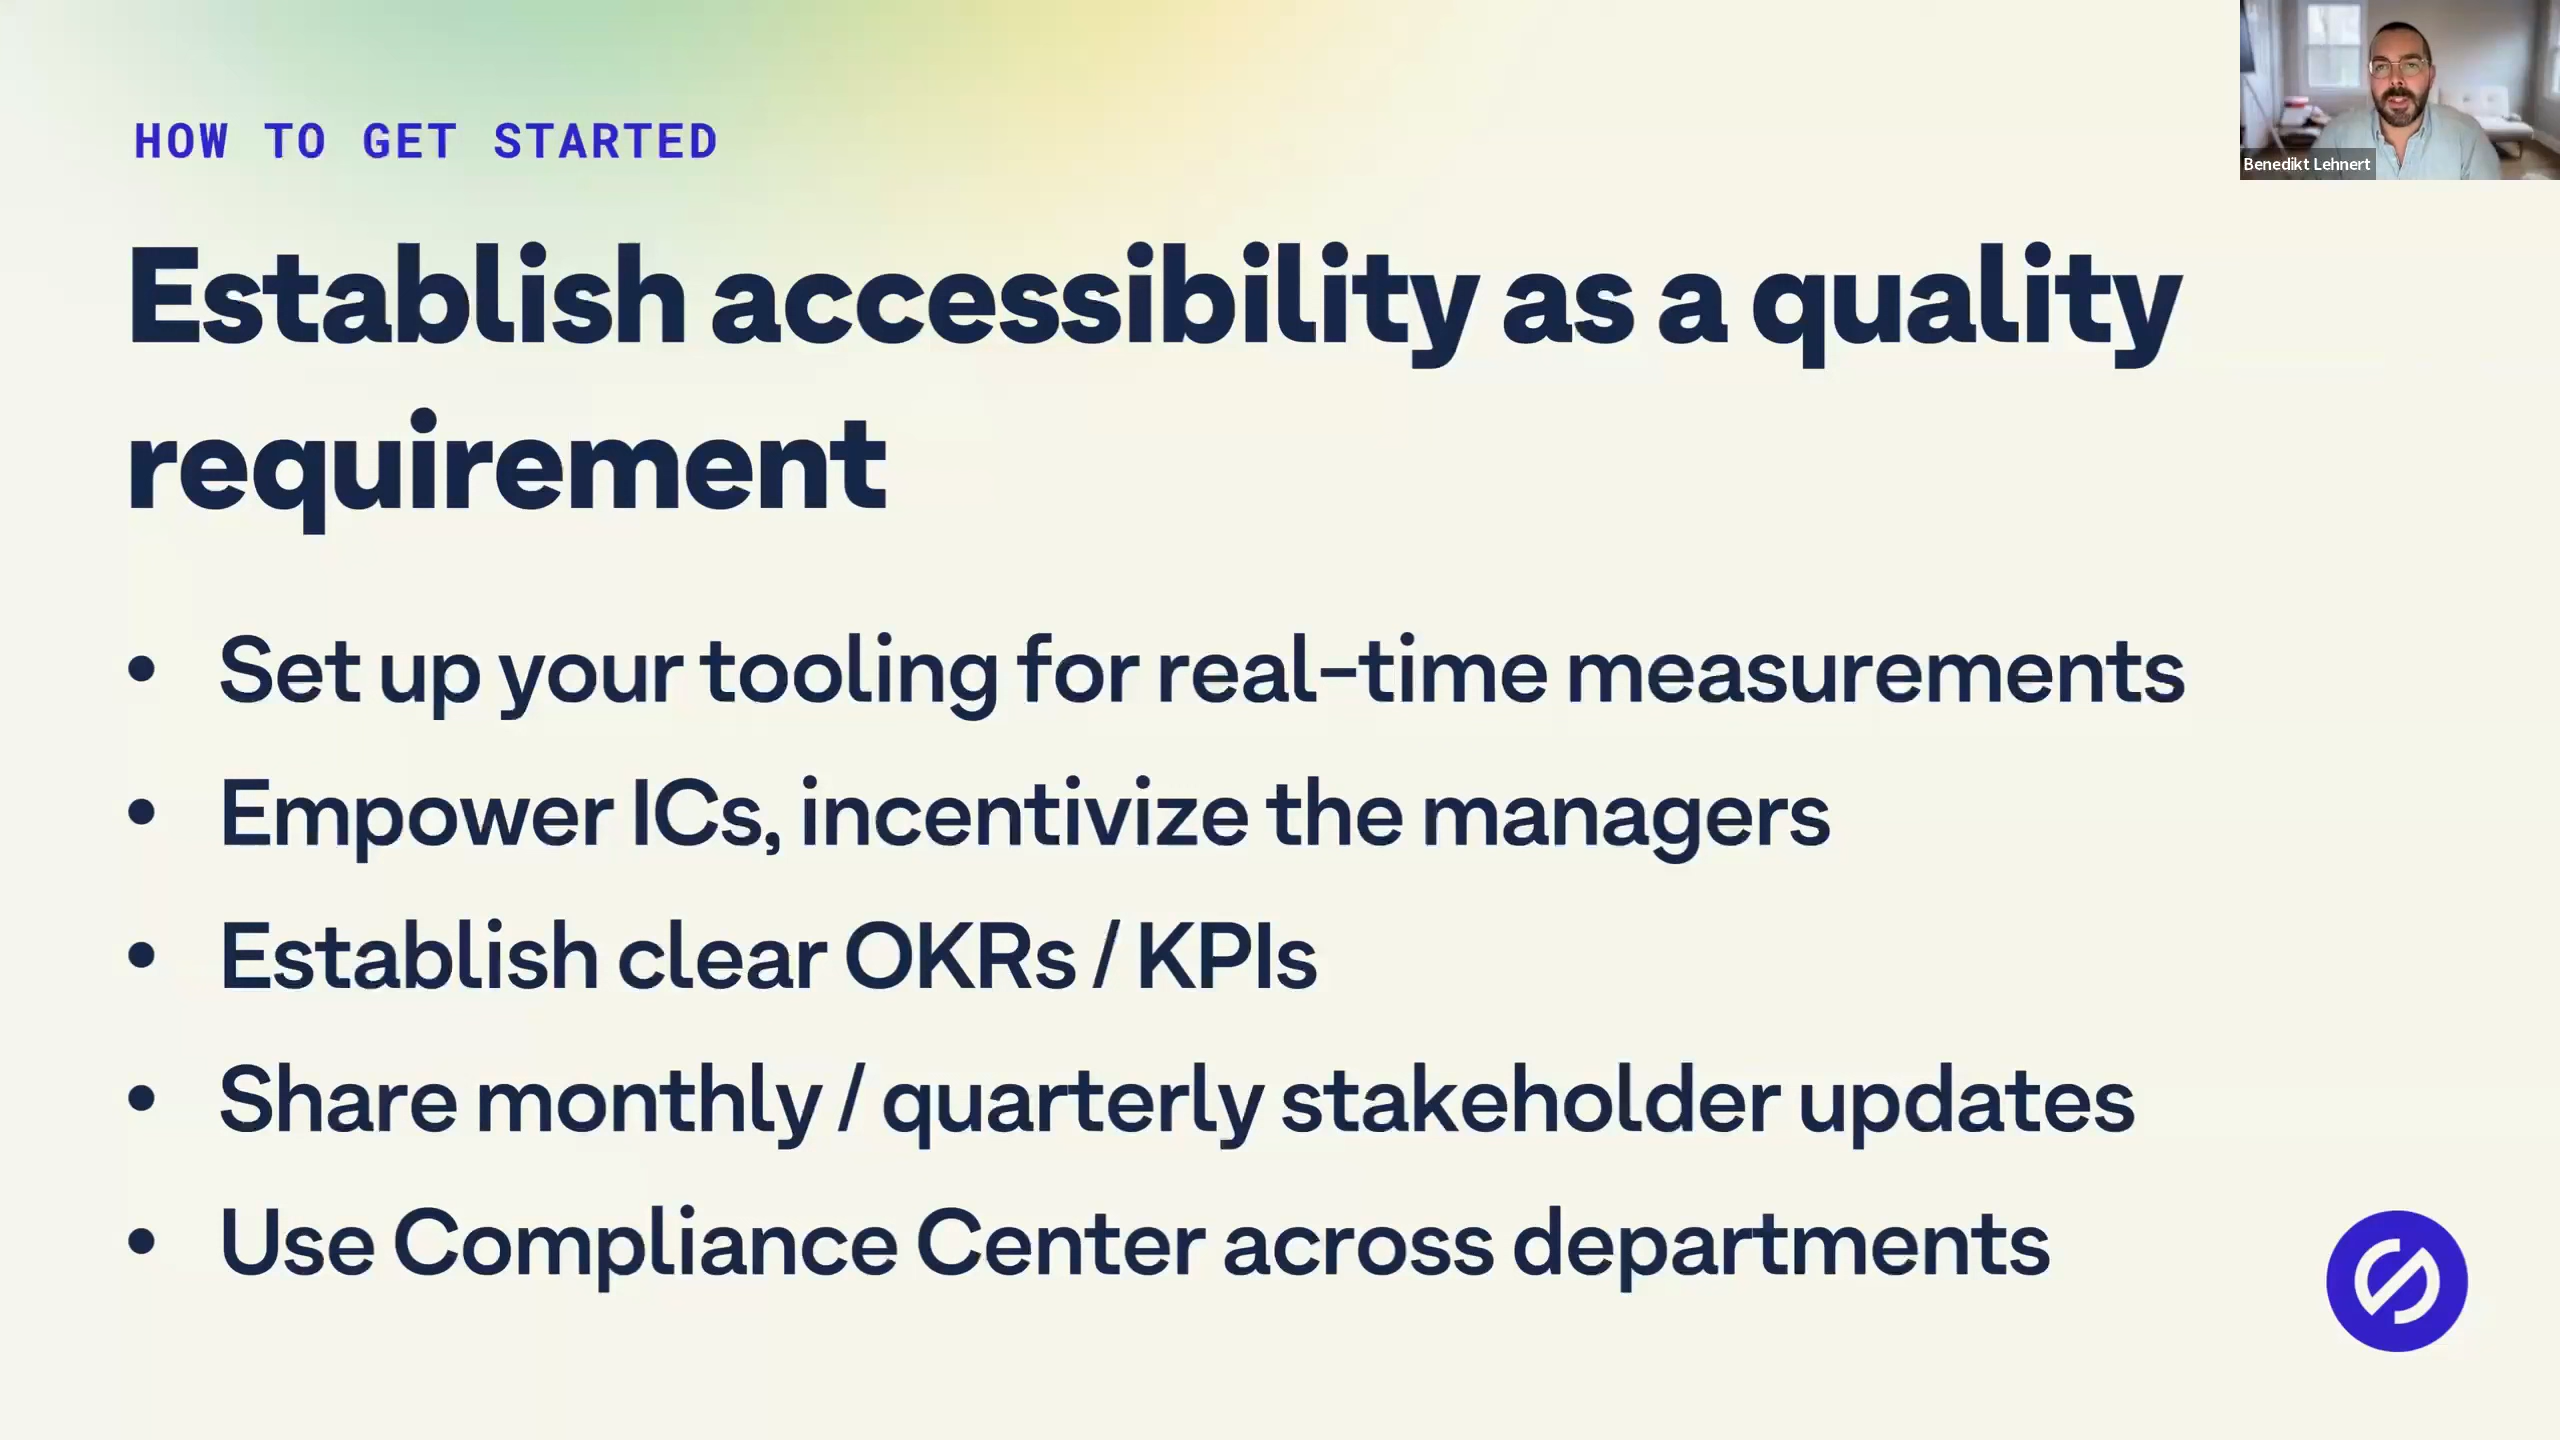 HOW TO GET STARTED
Benedikt Lehnert
Establish accessibility as a quality
requirement
• Set up your tooling for real-time measurements
• Empower ICs, incentivize the managers
• Establish clear OKRs / KPIs
• Share monthly / quarterly stakeholder updates
• Use Compliance Center across departments